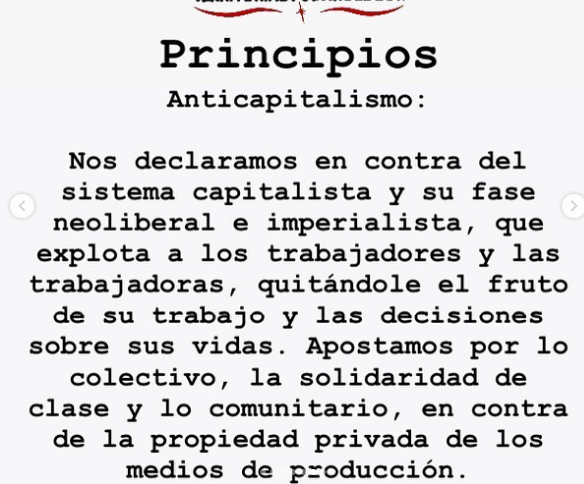 Principios
Anticapitalismo:
Nos declaramos en contra del
sistema capitalista y su fase
neoliberal e imperialista, que
explota a los trabajadores y las
trabajadoras, quitándole el fruto
de su trabajo y las decisiones
sobre sus vidas. Apostamos por lo
colectivo, la solidaridad de
clase y lo comunitario, en contra
de la propiedad privada de los
medios de producción.